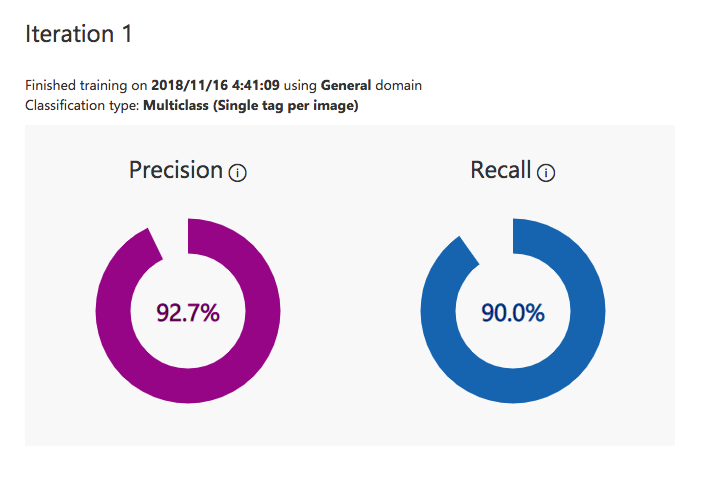 Iteration 1
Finished training on 2018/11/16 4:41:09 using General domain
Classification type: Multiclass (Single tag per image)
Precision i
Recall i
92.7%
90.0%